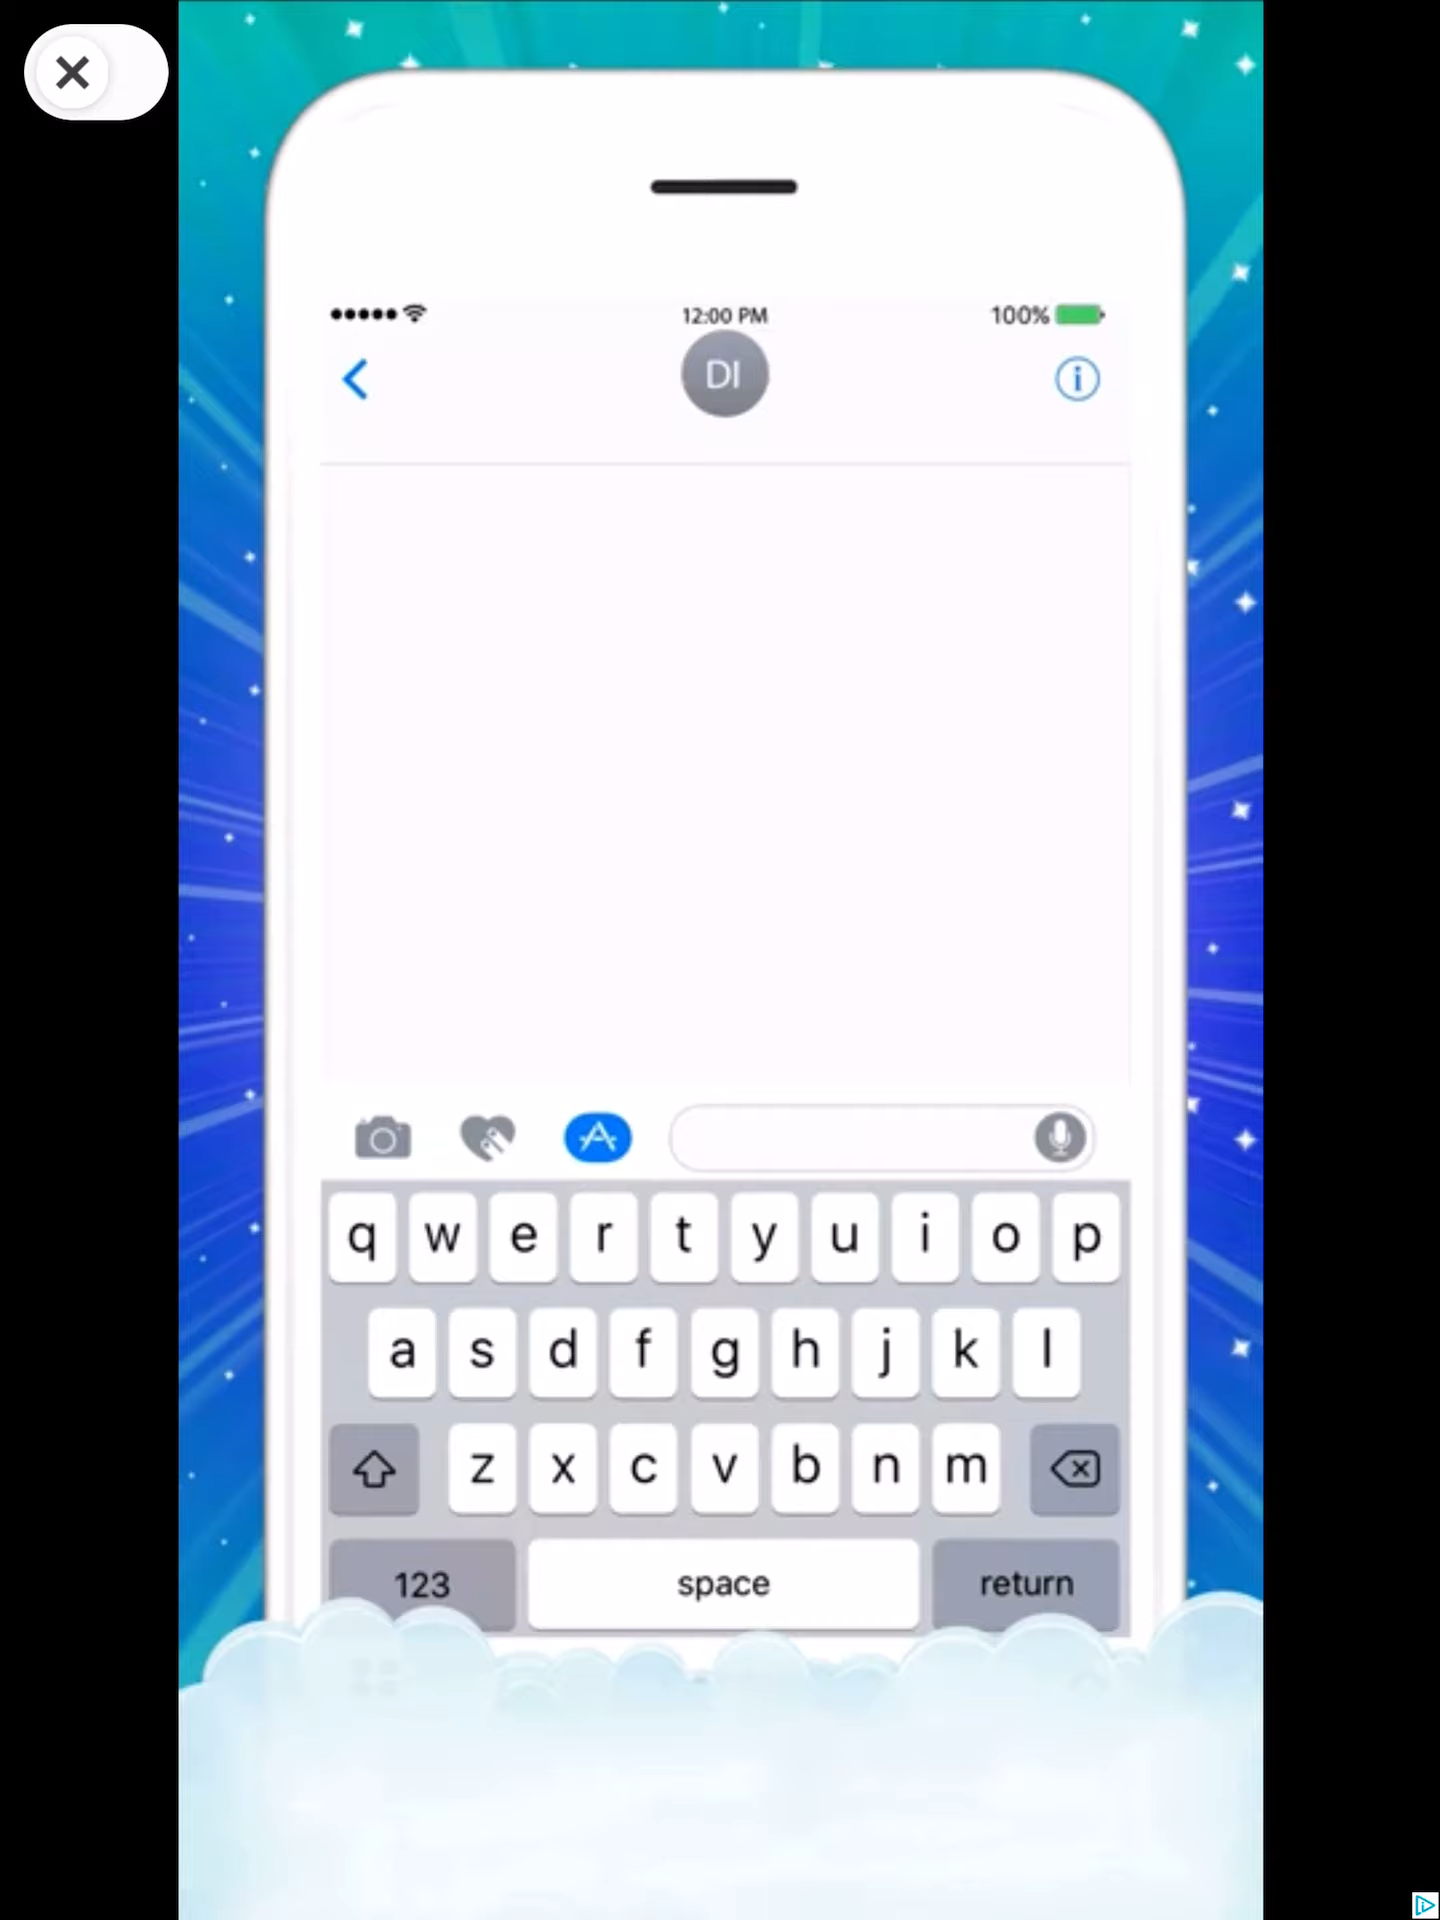 12:00 PM
100%
DI
q w e r t y u i o p
a s d f g h j k l
z x c v b n m
123 space return